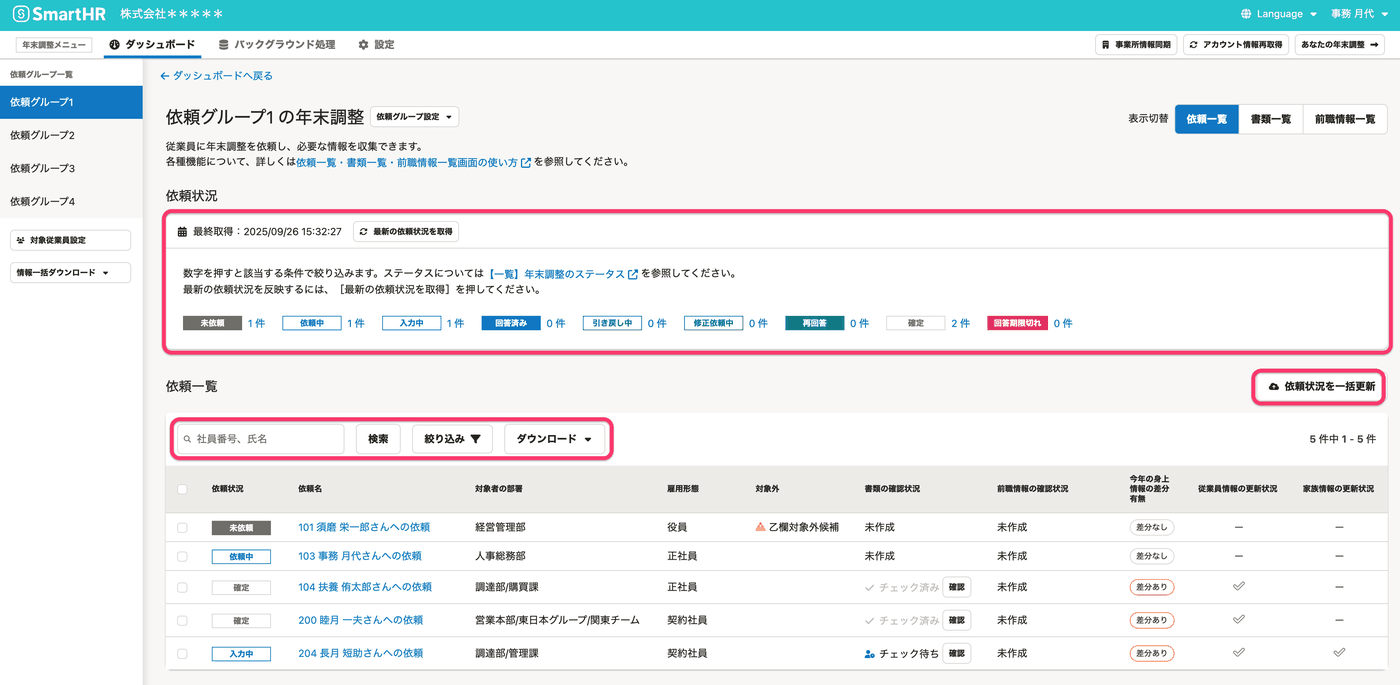 SmartHR 株式会社＊＊＊＊＊ Language 事務 月代
年末調整メニュー ダッシュボード バックグラウンド処理 設定 事業所情報同期 アカウント情報再取得 あなたの年末調整
依頼グループ一覧
依頼グループ1
依頼グループ2
依頼グループ3
依頼グループ4
対象従業員設定
情報一括ダウンロード
ダッシュボードへ戻る
依頼グループ1 の年末調整 依頼グループ設定 表示切替 依頼一覧 書類一覧 前職情報一覧
従業員に年末調整を依頼し、必要な情報を収集できます。
各種機能について、詳しくは依頼一覧・書類一覧・前職情報一覧画面の使い方を参照してください。
依頼状況
最終取得：2025/09/26 15:32:27 最新の依頼状況を取得
数字を押すと該当する条件で絞り込みます。ステータスについては【一覧】年末調整のステータスを参照してください。
最新の依頼状況を反映するには、［最新の依頼状況を取得］を押してください。
未依頼 1 件 依頼中 1 件 入力中 1 件 回答済み 0 件 引き戻し中 0 件 修正依頼中 0 件 再回答 0 件 確定 2 件 回答期限切れ 0 件
依頼一覧 依頼状況を一括更新
社員番号、氏名 検索 絞り込み ダウンロード 5 件中 1 - 5 件
依頼状況 依頼名 対象者の部署 雇用形態 対象外 書類の確認状況 前職情報の確認状況 今年の身上情報の差分有無 従業員情報の更新状況 家族情報の更新状況
未依頼 101 須磨 栄一郎さんへの依頼 経営管理部 役員 乙欄対象外候補 未作成 未作成 差分なし ー ー
依頼中 103 事務 月代さんへの依頼 人事総務部 正社員 未作成 未作成 差分なし ー ー
確定 104 扶養 侑太郎さんへの依頼 調達部/購買課 正社員 チェック済み 確認 未作成 差分あり ー
確定 200 睦月 一夫さんへの依頼 営業本部/東日本グループ/関東チーム 契約社員 チェック済み 確認 未作成 差分あり ー
入力中 204 長月 短助さんへの依頼 調達部/管理課 契約社員 チェック待ち 確認 未作成 差分あり